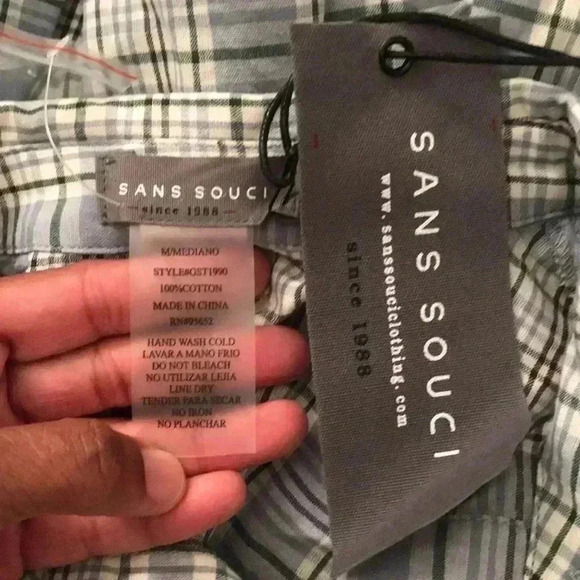 SANS SOUCI
since 1988
M/MEDIANO
STYLE#OST1990
100%COTTON
MADE IN CHINA
RN#95652
HAND WASH COLD
LAVAR A MANO FRIO
DO NOT BLEACH
NO UTILIZAR LEJIA
LINE DRY
TENDER PARA SECAR
NO IRON
NO PLANCHAR
SANS SOUCI
www.sanssouciclothing.com
since 1988